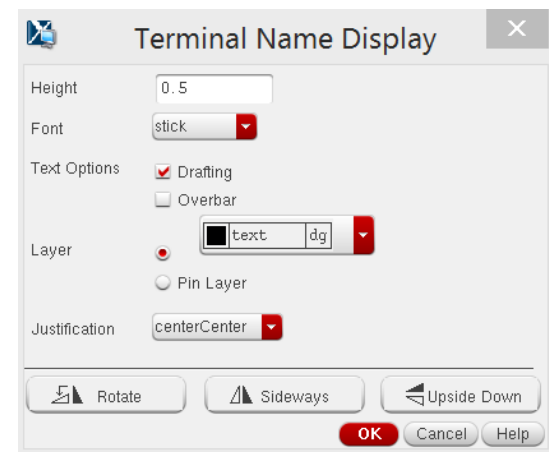 Terminal Name Display
Height 0.5
Font stick
Text Options Drafting
Overbar
Layer text dg
Pin Layer
Justification centerCenter
Rotate Sideways Upside Down
OK Cancel Help